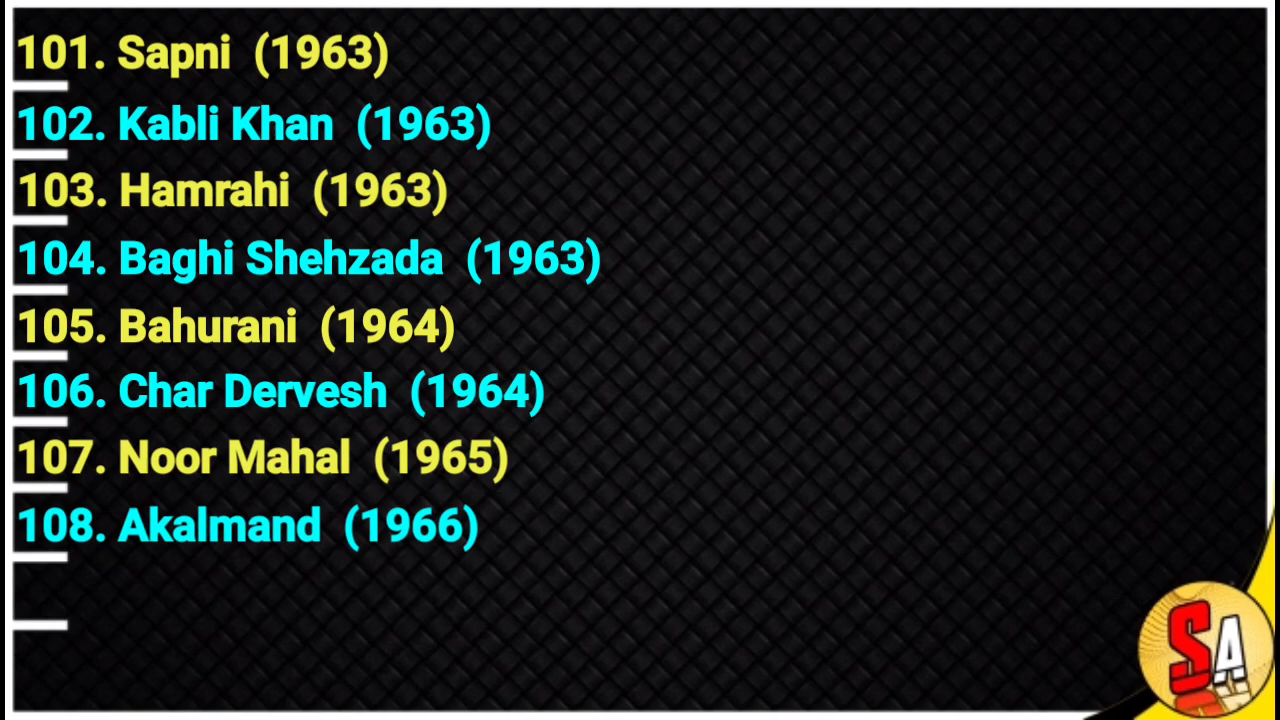 101. Sapni (1963)
102. Kabli Khan (1963)
103. Hamrahi (1963)
104. Baghi Shehzada (1963)
105. Bahurani (1964)
106. Char Dervesh (1964)
107. Noor Mahal (1965)
108. Akalmand (1966)
SA